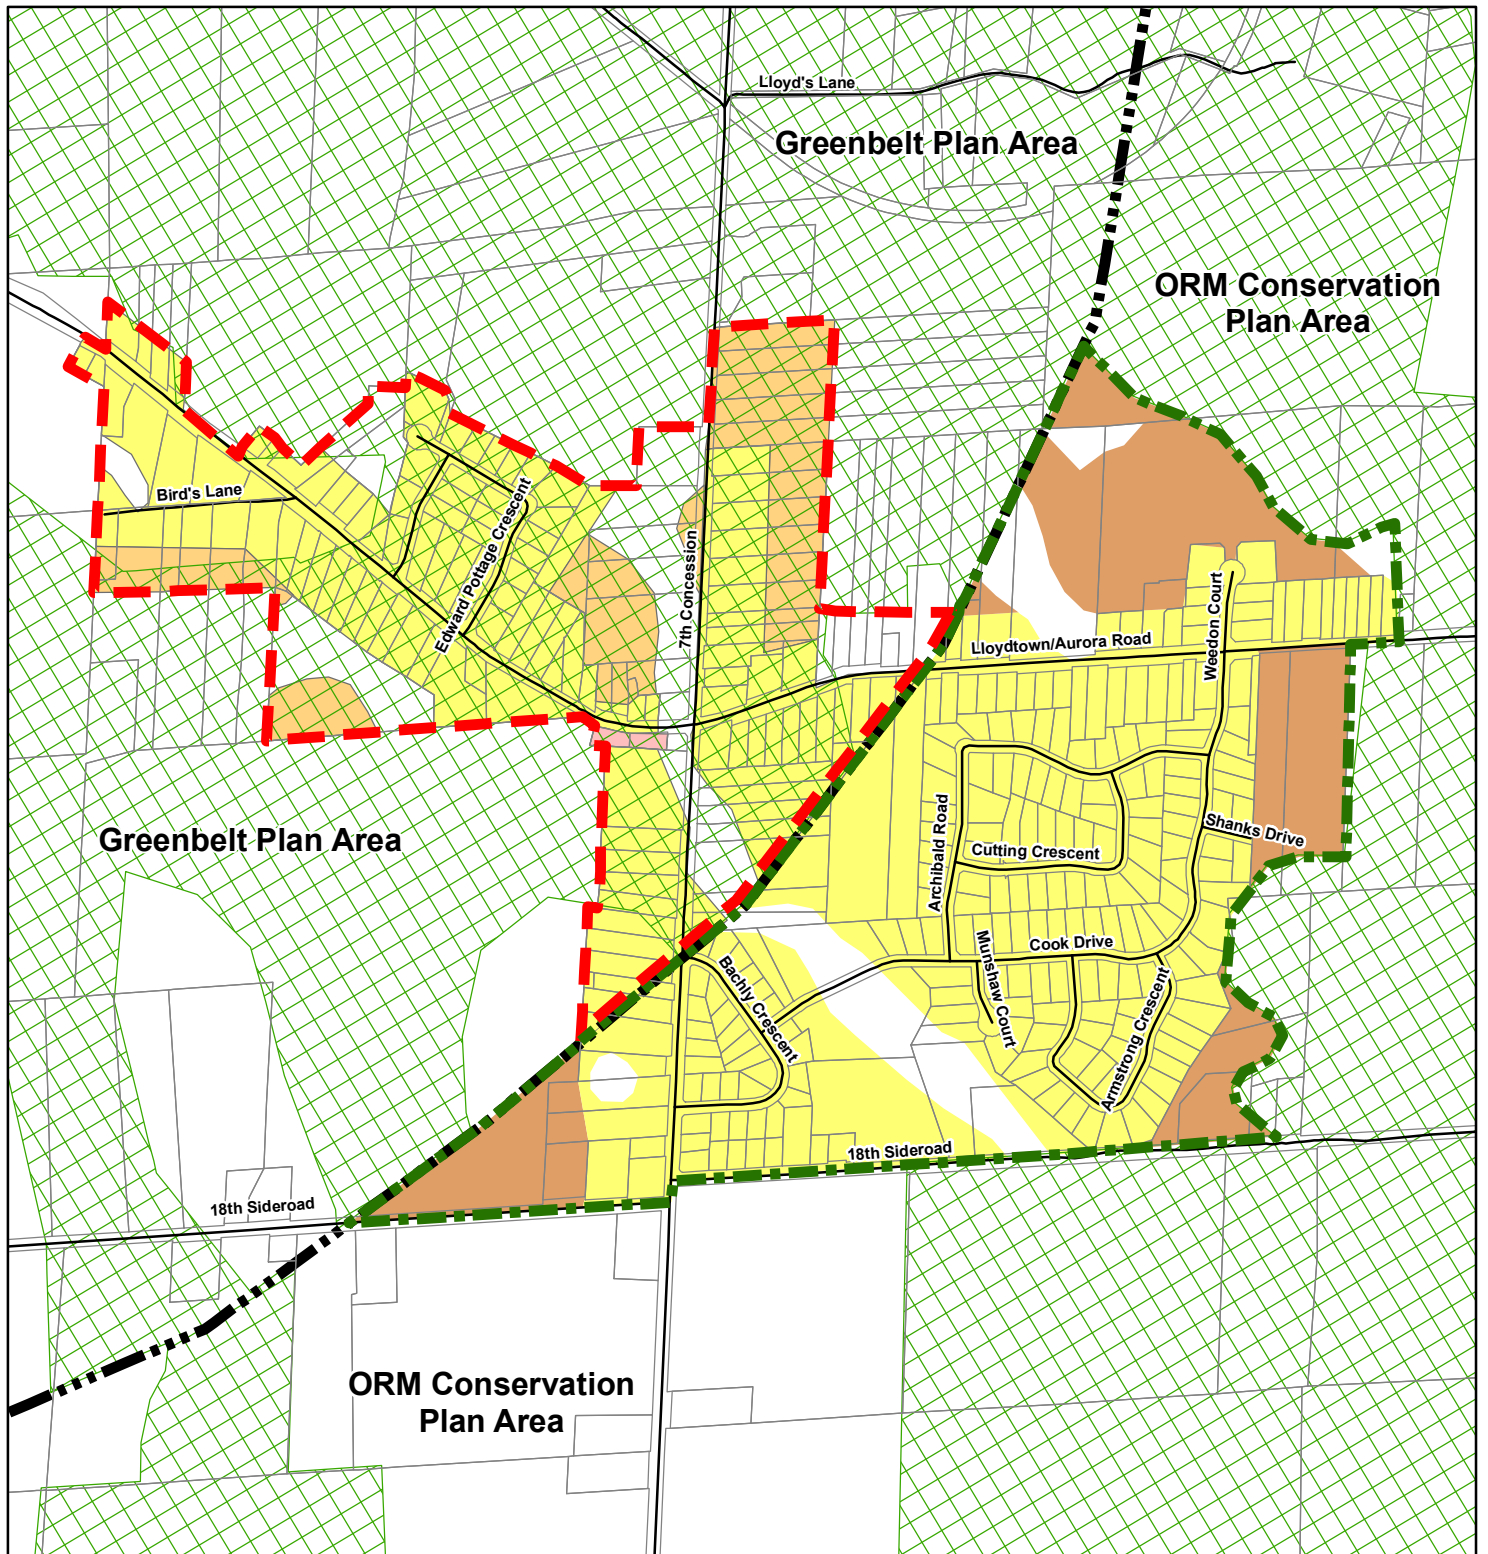 Lloyd's Lane
Greenbelt Plan Area
ORM Conservation
Plan Area
Bird's Lane
Edward Pottage Crescent
7th Concession
Weedon Court
Lloydtown/Aurora Road
Archibald Road
Shanks Drive
Cutting Crescent
Greenbelt Plan Area
Munshaw Court
Cook Drive
Bachly Crescent
Armstrong Crescent
18th Sideroad
18th Sideroad
ORM Conservation
Plan Area